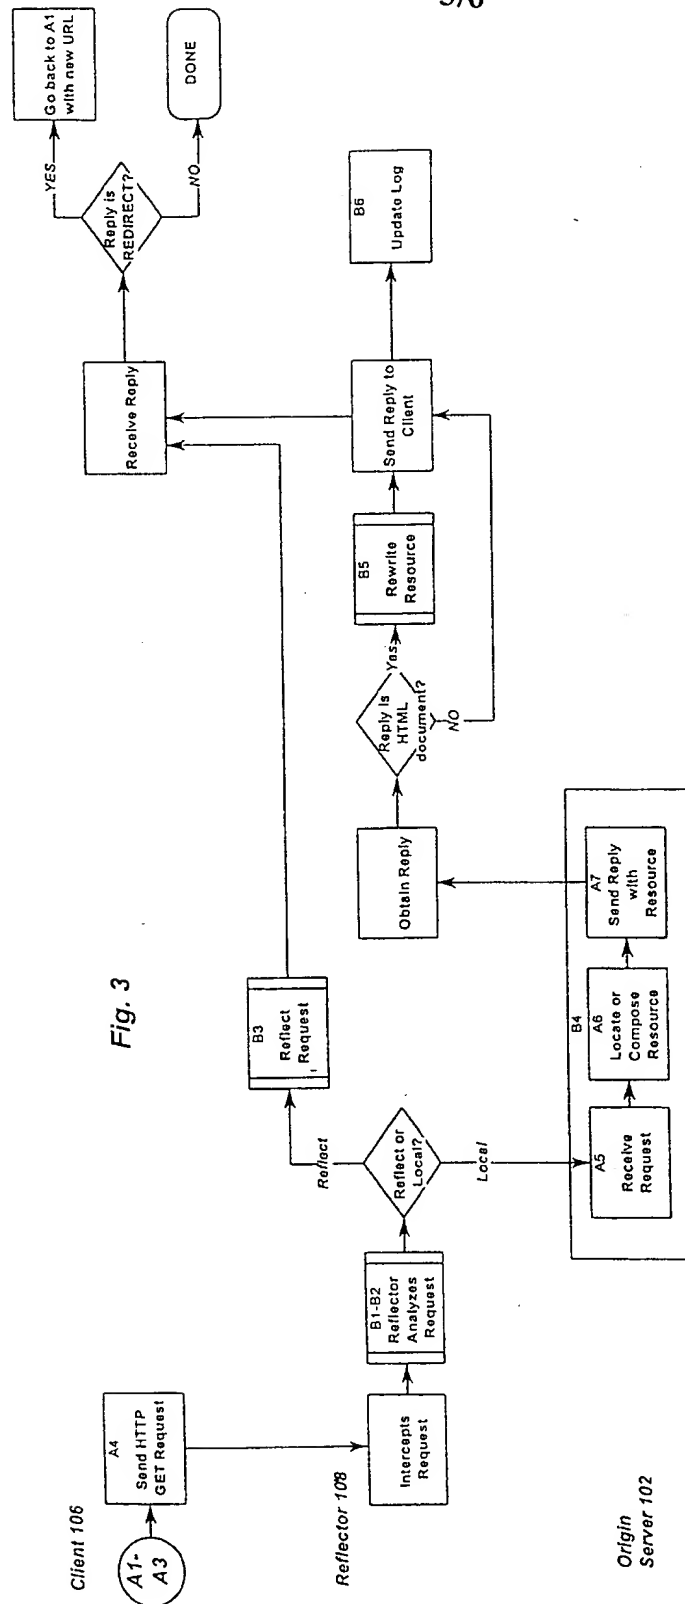 Fig. 3
Client 106
A1-
A3
A4
Send HTTP
GET Request
Receive Reply
Reply is
REDIRECT?
YES
Go back to A1
with new URL
NO
DONE
Reflector 108
Intercepts
Request
B1-B2
Reflector
Analyzes
Request
Reflect or
Local?
Reflect
B3
Reflect
Request
Local
Obtain Reply
Reply is
HTML
document?
Yes
NO
B5
Rewrite
Resource
Send Reply to
Client
B6
Update Log
Origin
Server 102
B4
A5
Receive
Request
A6
Locate or
Compose
Resource
A7
Send Reply
with
Resource